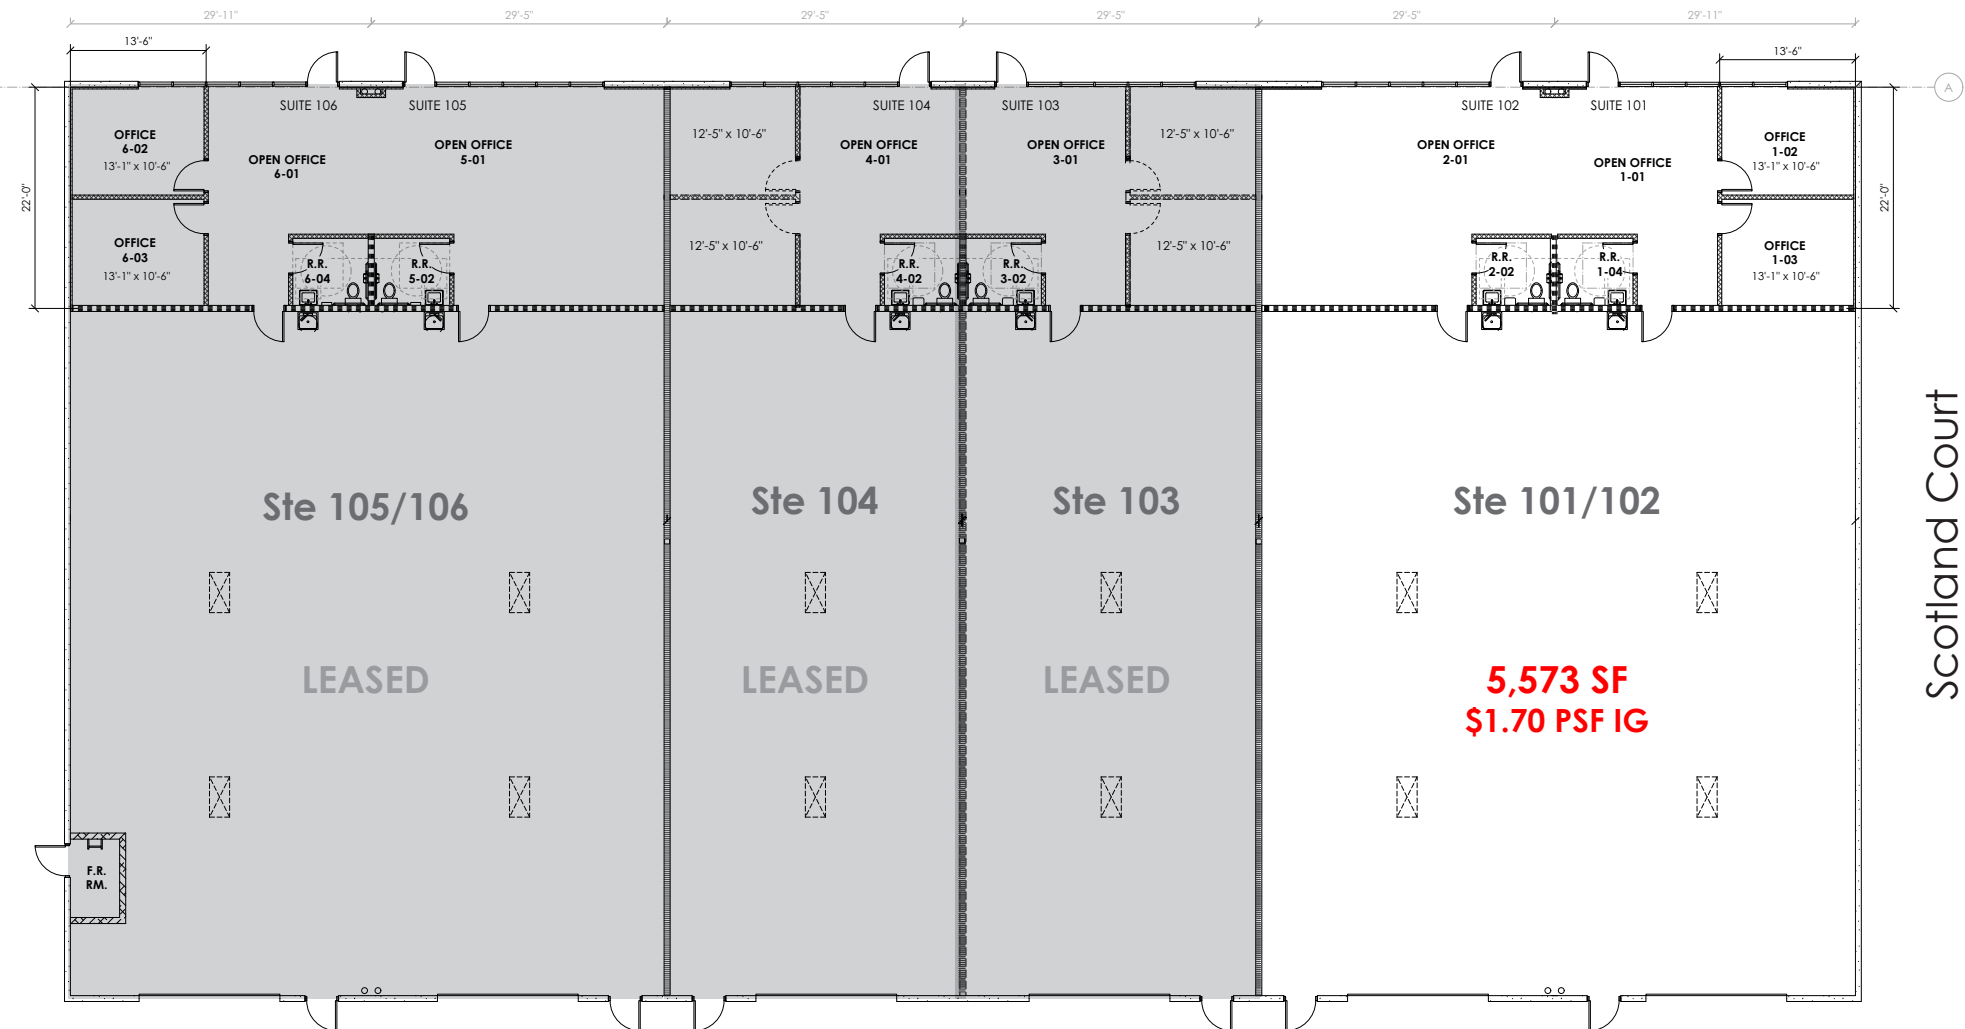 29'-11"
29'-5"
29'-5"
29'-5"
29'-5"
29'-11"
13'-6"
13'-6"
A
SUITE 106
SUITE 105
SUITE 104
SUITE 103
SUITE 102
SUITE 101
OFFICE
6-02
13'-1" x 10'-6"
OPEN OFFICE
6-01
OPEN OFFICE
5-01
12'-5" x 10'-6"
OPEN OFFICE
4-01
OPEN OFFICE
3-01
12'-5" x 10'-6"
OPEN OFFICE
2-01
OPEN OFFICE
1-01
OFFICE
1-02
13'-1" x 10'-6"
22'-0"
22'-0"
OFFICE
6-03
13'-1" x 10'-6"
R.R.
6-04
R.R.
5-02
12'-5" x 10'-6"
R.R.
4-02
R.R.
3-02
12'-5" x 10'-6"
R.R.
2-02
R.R.
1-04
OFFICE
1-03
13'-1" x 10'-6"
Ste 105/106
Ste 104
Ste 103
Ste 101/102
Scotland Court
LEASED
LEASED
LEASED
5,573 SF
$1.70 PSF IG
F.R.
RM.